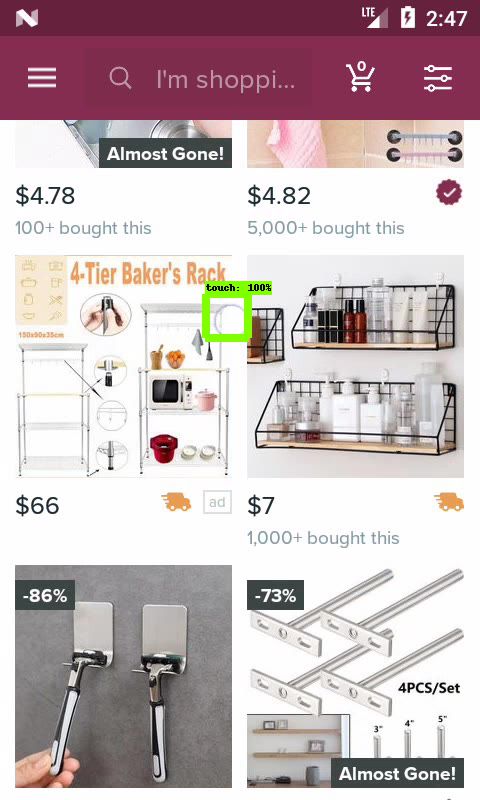 LTE 2:47
0
I'm shoppi...
Almost Gone!
$4.78
100+ bought this
$4.82
5,000+ bought this
4-Tier Baker's Rack
150x90x35cm
touch: 100%
$66
ad
$7
1,000+ bought this
-86%
-73%
4PCS/Set
3" 4" 5"
Almost Gone!